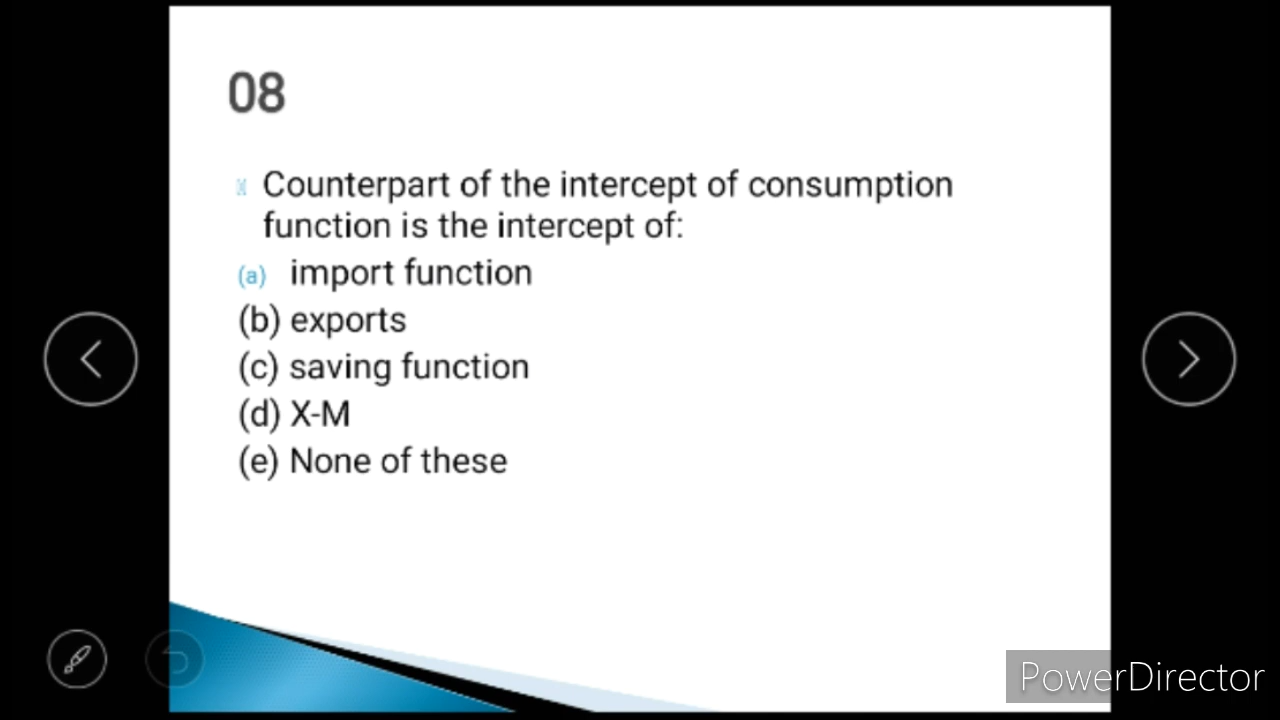 08
Counterpart of the intercept of consumption
function is the intercept of:
(a) import function
(b) exports
(c) saving function
(d) X-M
(e) None of these
PowerDirector